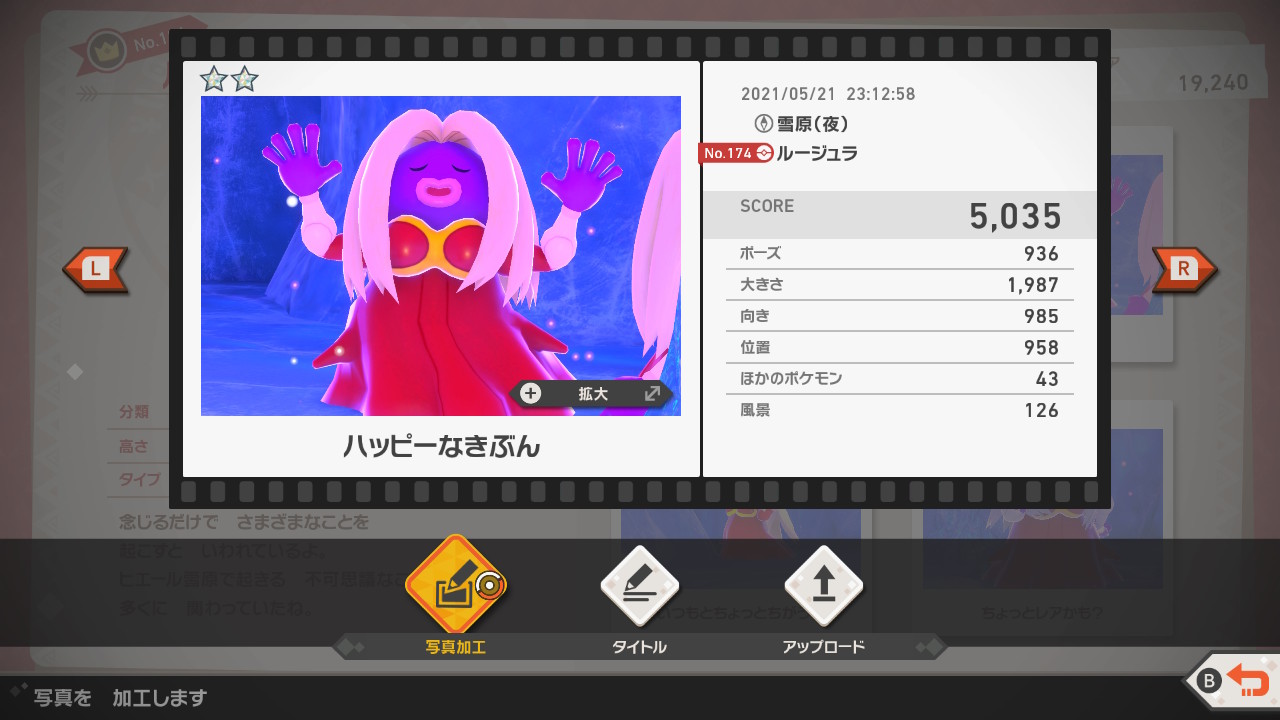 No.1
19,240
2021/05/21 23:12:58
雪原(夜)
No.174 ルージュラ
SCORE 5,035
ポーズ 936
大きさ 1,987
向き 985
位置 958
ほかのポケモン 43
風景 126
+ 拡大
ハッピーなきぶん
L
R
分類
高さ
タイプ
念じるだけで さまざまなことを
起こすと いわれているよ。
ちょっとレアかも?
写真加工
タイトル
アップロード
B
写真を 加工します